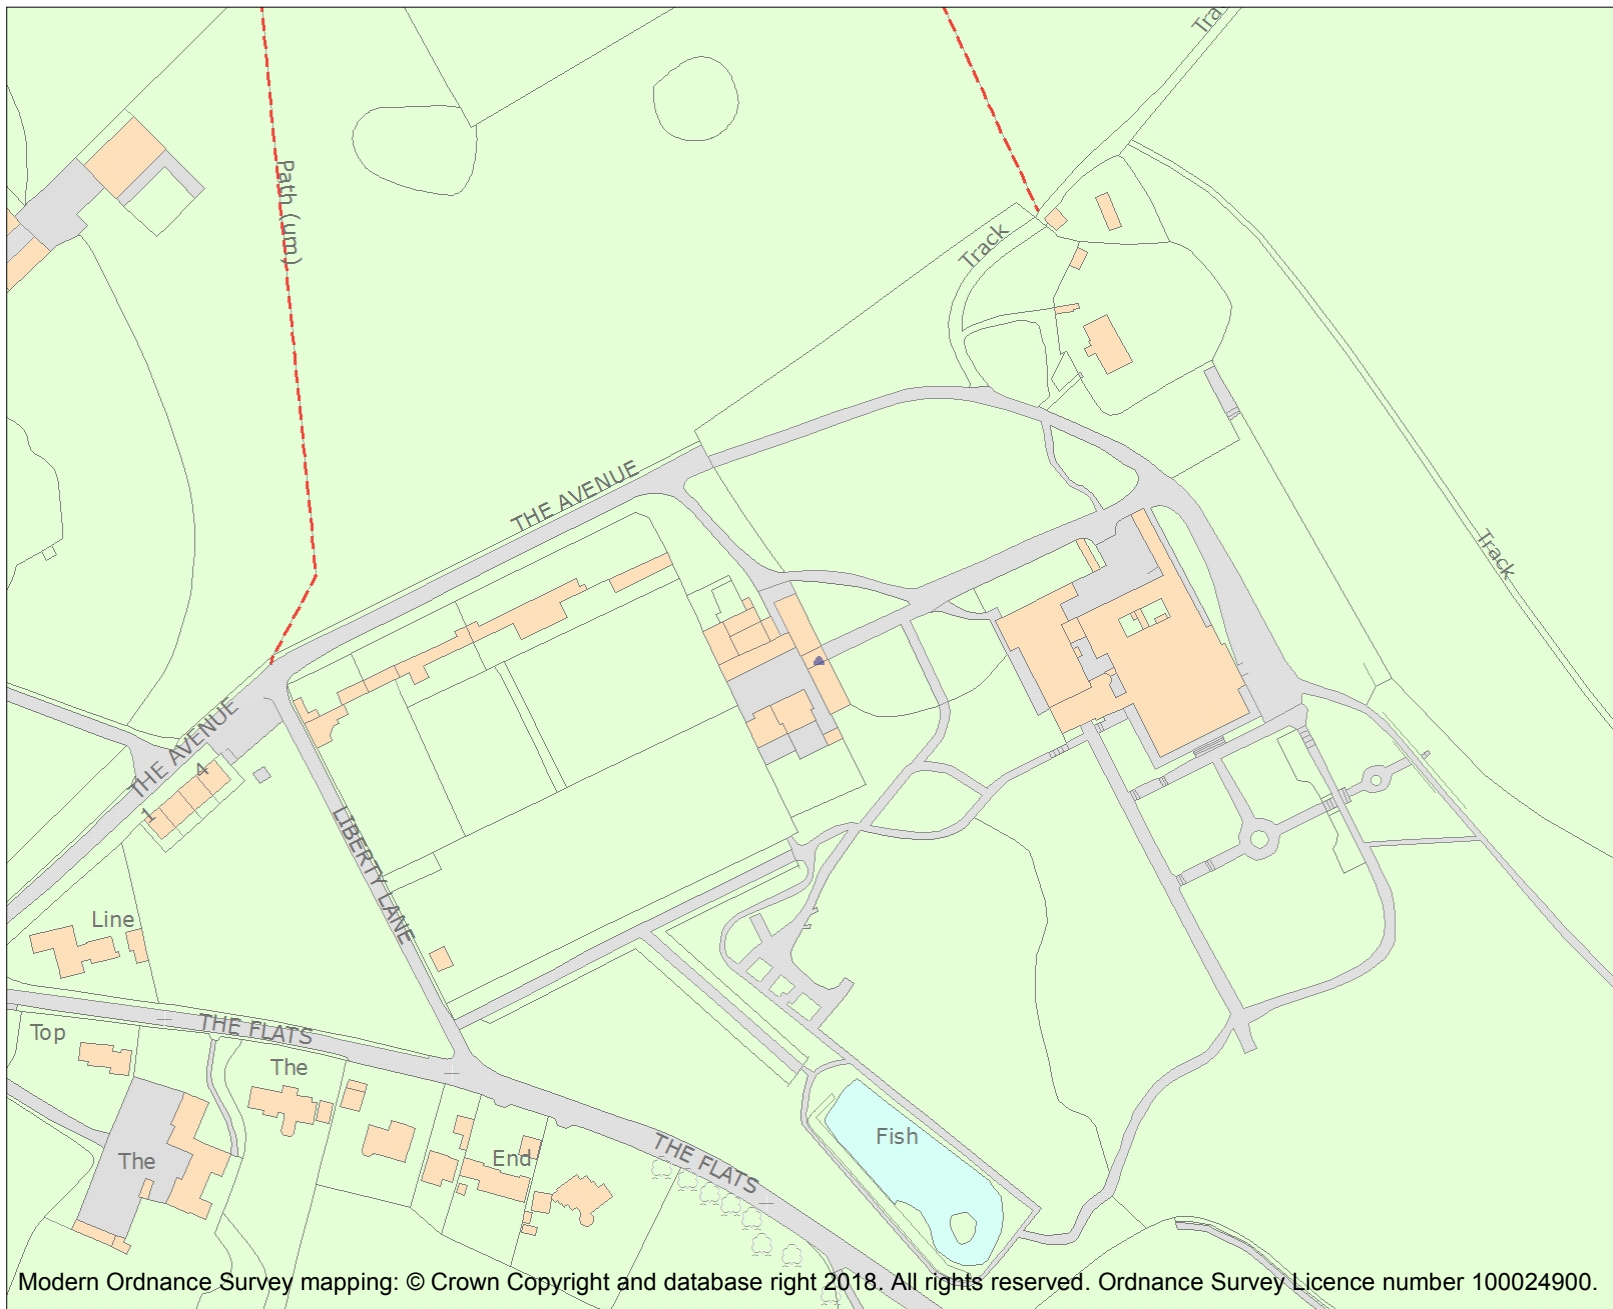 Tra
Path (um)
Track
THE AVENUE
Track
THE AVENUE
4
1
LIBERTY LANE
Line
Top
THE FLATS
The
Fish
The
End
THE FLATS
Modern Ordnance Survey mapping: © Crown Copyright and database right 2018. All rights reserved. Ordnance Survey Licence number 100024900.